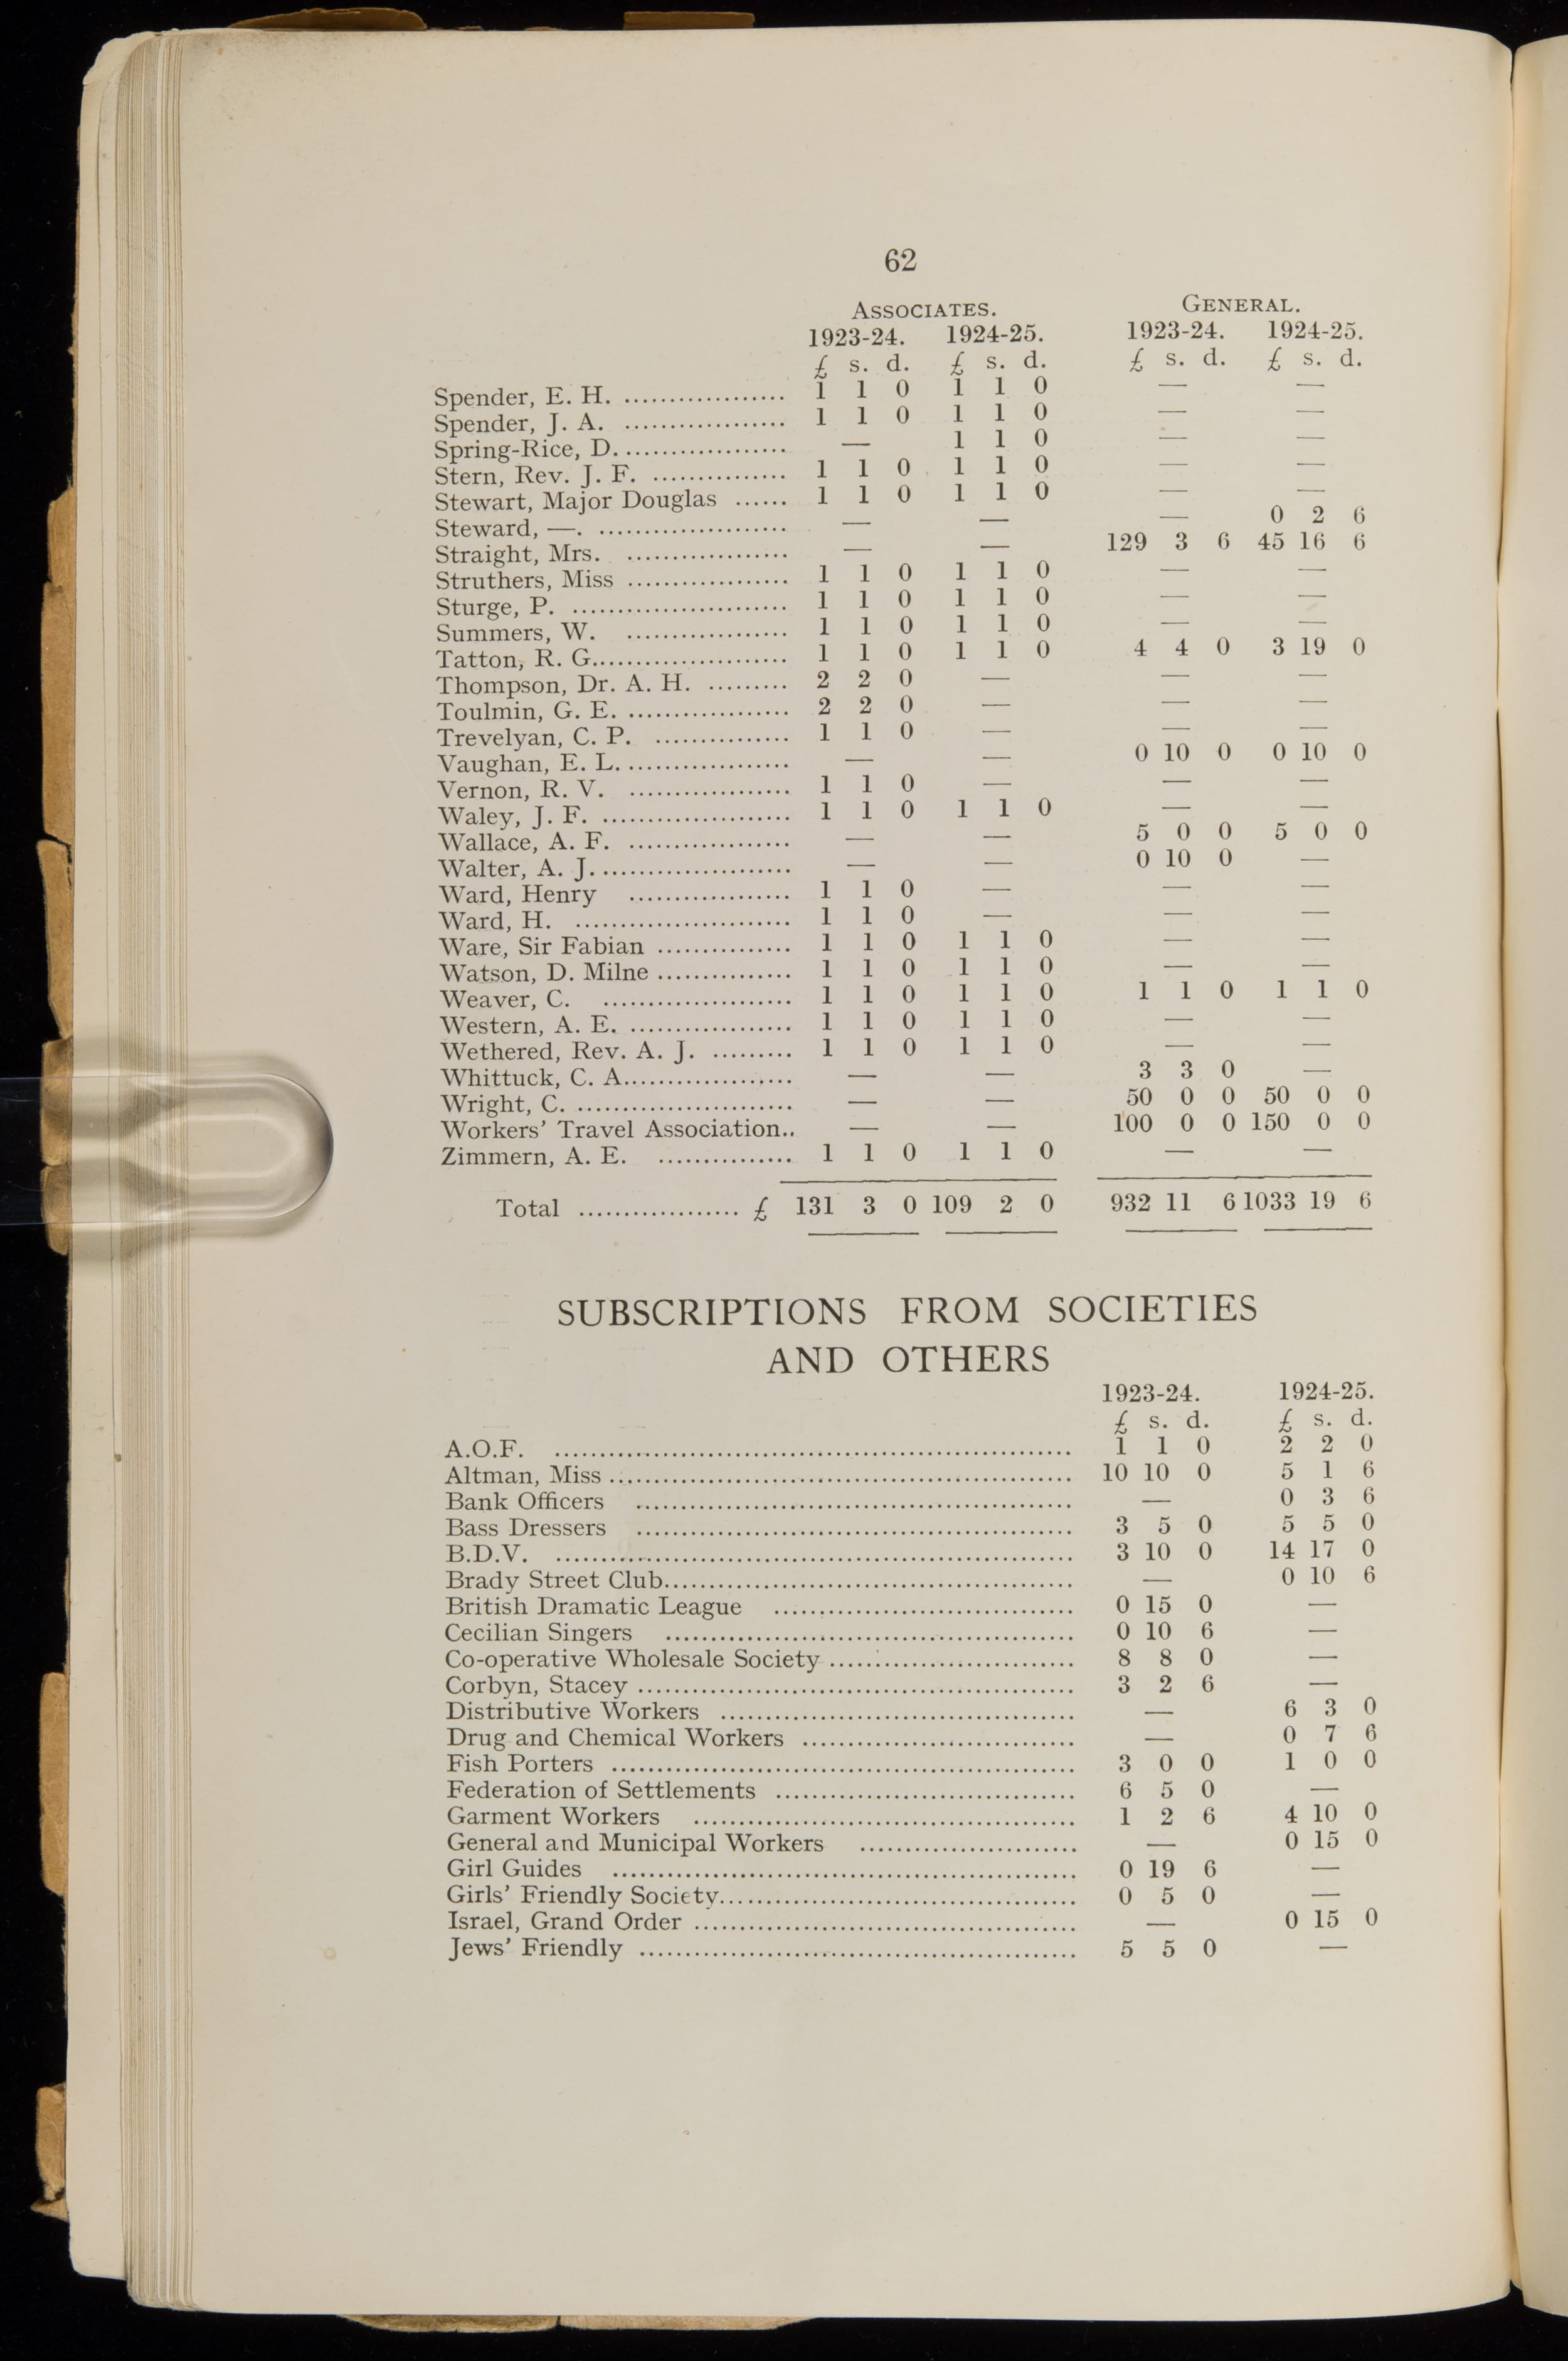 62
ASSOCIATES. GENERAL.
1923-24. 1924-25. 1923-24. 1924-25.
£ s. d. £ s. d. £ s. d. £ s. d.
Spender, E. H. .................. 1 1 0 1 1 0 — —
Spender, J. A. .................. 1 1 0 1 1 0 — —
Spring-Rice, D................... — 1 1 0 — —
Stern, Rev. J. F. ............... 1 1 0 1 1 0 — —
Stewart, Major Douglas ...... 1 1 0 1 1 0 — —
Steward, —. ..................... — — — 0 2 6
Straight, Mrs. .................. — — 129 3 6 45 16 6
Struthers, Miss .................. 1 1 0 1 1 0 — —
Sturge, P. ........................ 1 1 0 1 1 0 — —
Summers, W. .................. 1 1 0 1 1 0 — —
Tatton, R. G...................... 1 1 0 1 1 0 4 4 0 3 19 0
Thompson, Dr. A. H. ......... 2 2 0 — — —
Toulmin, G. E. .................. 2 2 0 — — —
Trevelyan, C. P. ............... 1 1 0 — — —
Vaughan, E. L................... — — 0 10 0 0 10 0
Vernon, R. V. .................. 1 1 0 — — —
Waley, J. F. ..................... 1 1 0 1 1 0 — —
Wallace, A. F. .................. — — 5 0 0 5 0 0
Walter, A. J...................... — — 0 10 0 —
Ward, Henry .................. 1 1 0 — — —
Ward, H. ........................ 1 1 0 — — —
Ware, Sir Fabian ............... 1 1 0 1 1 0 — —
Watson, D. Milne ............... 1 1 0 1 1 0 — —
Weaver, C. ..................... 1 1 0 1 1 0 1 1 0 1 1 0
Western, A. E. .................. 1 1 0 1 1 0 — —
Wethered, Rev. A. J. ......... 1 1 0 1 1 0 — —
Whittuck, C. A................... — — 3 3 0 —
Wright, C. ........................ — — 50 0 0 50 0 0
Workers' Travel Association.. — — 100 0 0 150 0 0
Zimmern, A. E. ............... 1 1 0 1 1 0 — —
Total .................. £ 131 3 0 109 2 0 932 11 6 1033 19 6
SUBSCRIPTIONS FROM SOCIETIES
AND OTHERS
1923-24. 1924-25.
£ s. d. £ s. d.
A.O.F. ......................................................... 1 1 0 2 2 0
Altman, Miss ................................................... 10 10 0 5 1 6
Bank Officers ................................................ — 0 3 6
Bass Dressers ................................................ 3 5 0 5 5 0
B.D.V. ......................................................... 3 10 0 14 17 0
Brady Street Club............................................. — 0 10 6
British Dramatic League ................................. 0 15 0 —
Cecilian Singers ............................................. 0 10 6 —
Co-operative Wholesale Society ........................... 8 8 0 —
Corbyn, Stacey ................................................ 3 2 6 —
Distributive Workers ....................................... — 6 3 0
Drug and Chemical Workers .............................. — 0 7 6
Fish Porters ................................................... 3 0 0 1 0 0
Federation of Settlements ................................. 6 5 0 —
Garment Workers .......................................... 1 2 6 4 10 0
General and Municipal Workers ........................ — 0 15 0
Girl Guides ................................................... 0 19 6 —
Girls' Friendly Society....................................... 0 5 0 —
Israel, Grand Order .......................................... — 0 15 0
Jews' Friendly ................................................ 5 5 0 —